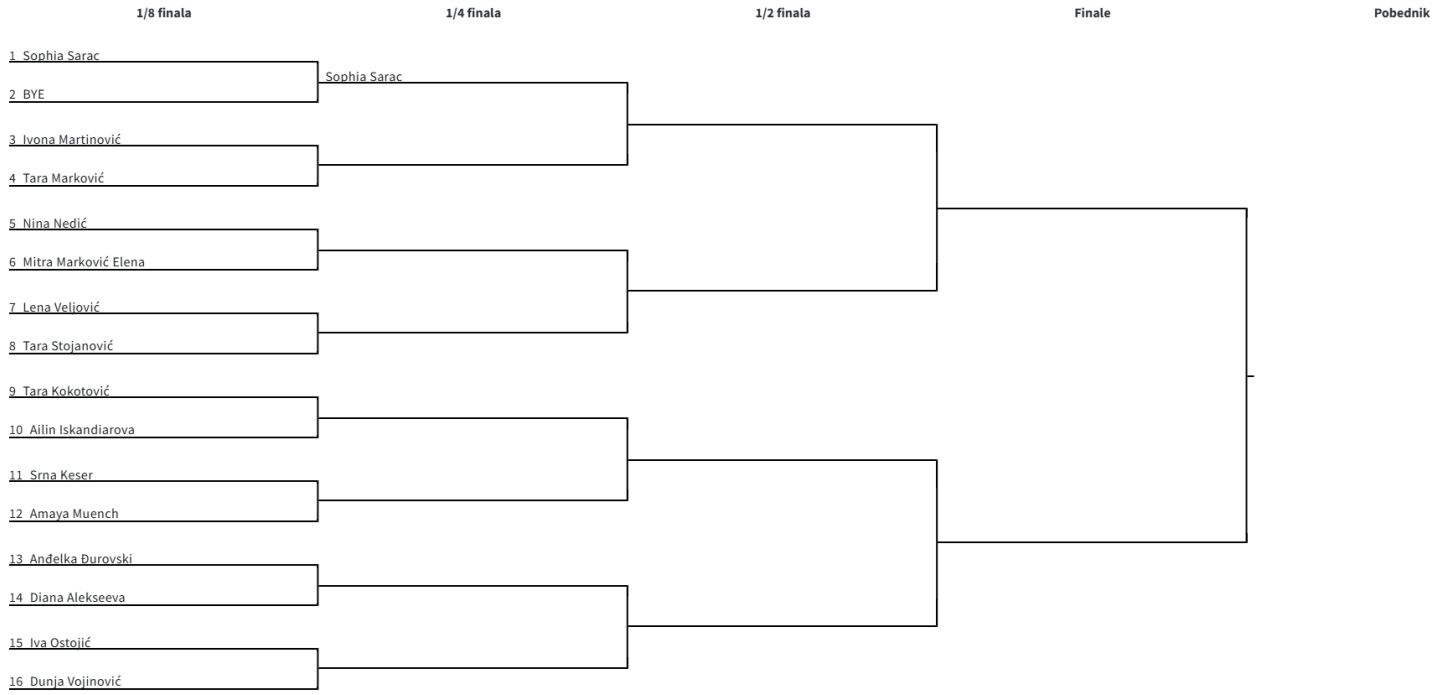 1/8 finala 1/4 finala 1/2 finala Finale Pobednik
1 Sophia Sarac
Sophia Sarac
2 BYE
3 Ivona Martinović
4 Tara Marković
5 Nina Nedić
6 Mitra Marković Elena
7 Lena Veljović
8 Tara Stojanović
9 Tara Kokotović
10 Ailin Iskandiarova
11 Srna Keser
12 Amaya Muench
13 Anđelka Đurovski
14 Diana Alekseeva
15 Iva Ostojić
16 Dunja Vojinović